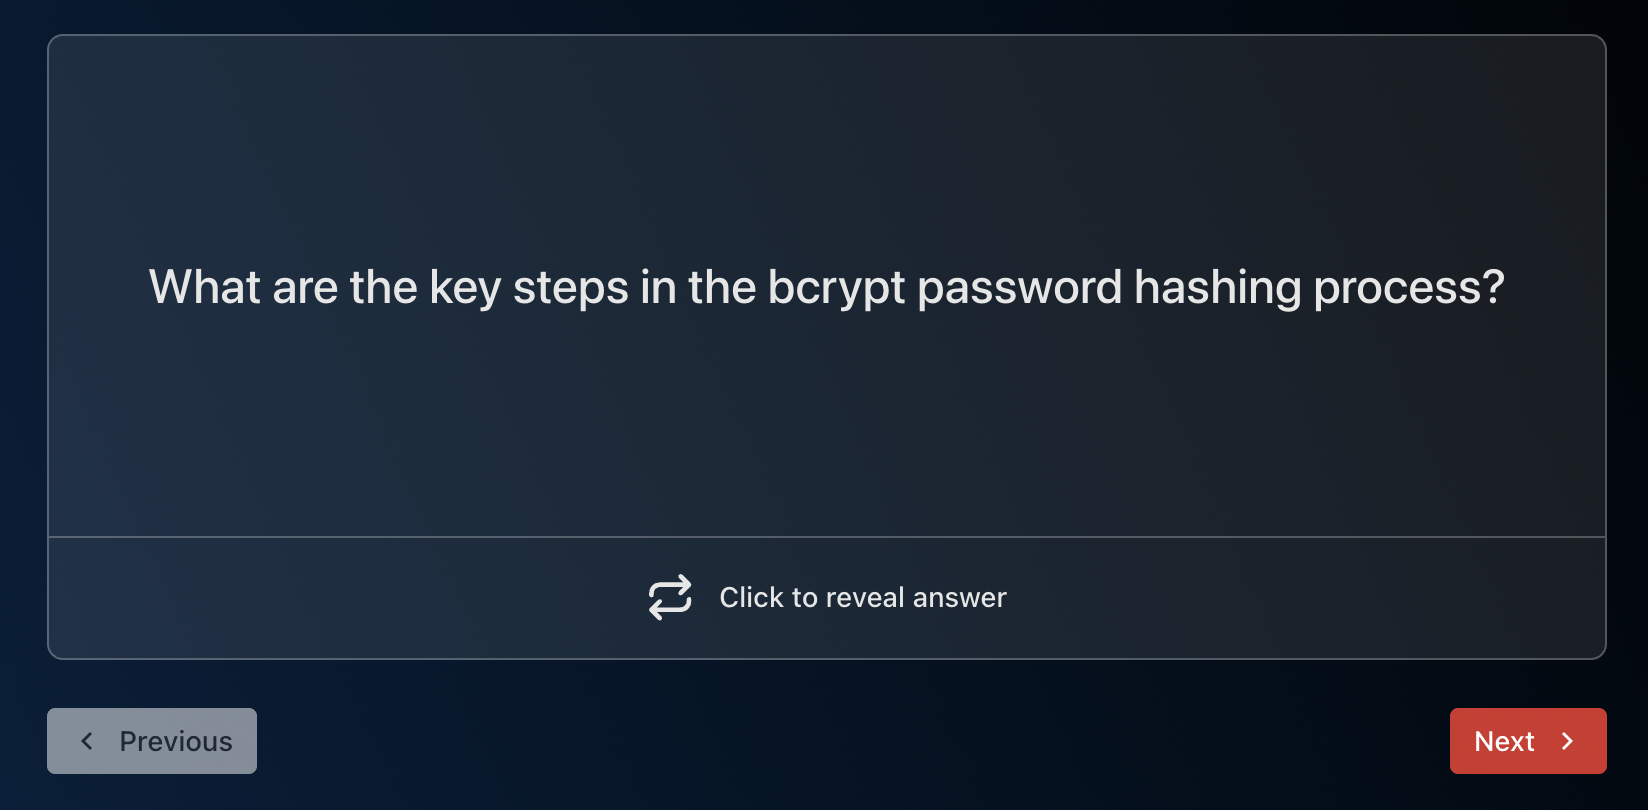 What are the key steps in the bcrypt password hashing process?
Click to reveal answer
Previous
Next